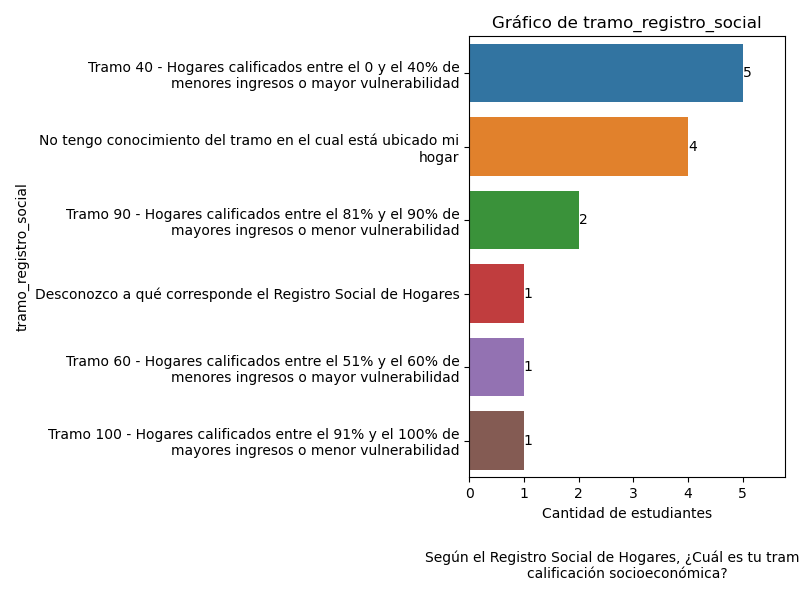 Gráfico de tramo_registro_social
Tramo 40 - Hogares calificados entre el 0 y el 40% de
menores ingresos o mayor vulnerabilidad
5
No tengo conocimiento del tramo en el cual está ubicado mi
hogar
4
tramo_registro_social
Tramo 90 - Hogares calificados entre el 81% y el 90% de
mayores ingresos o menor vulnerabilidad
2
Desconozco a qué corresponde el Registro Social de Hogares
1
Tramo 60 - Hogares calificados entre el 51% y el 60% de
menores ingresos o mayor vulnerabilidad
1
Tramo 100 - Hogares calificados entre el 91% y el 100% de
mayores ingresos o menor vulnerabilidad
1
0 1 2 3 4 5
Cantidad de estudiantes
Según el Registro Social de Hogares, ¿Cuál es tu tram
calificación socioeconómica?